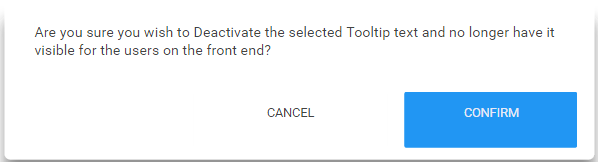 Are you sure you wish to Deactivate the selected Tooltip text and no longer have it
visible for the users on the front end?
CANCEL
CONFIRM